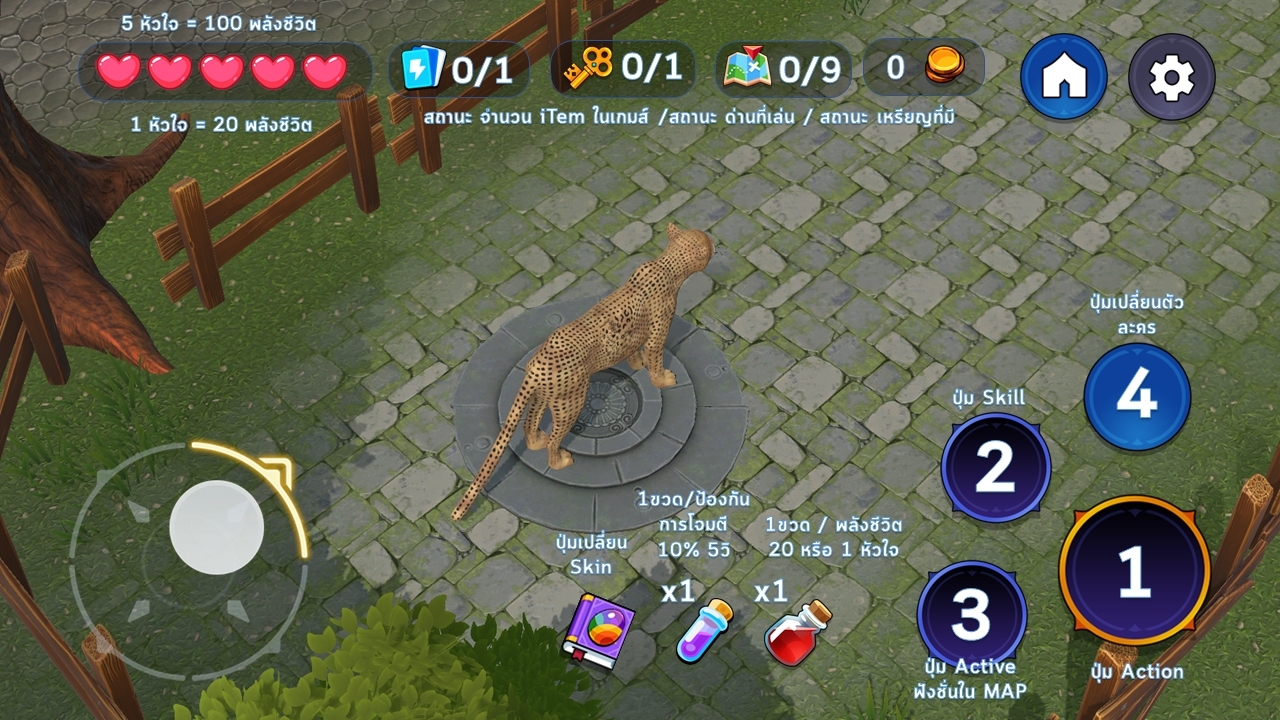 5 หัวใจ = 100 พลังชีวิต
0/1
0/1
0/9
0
1 หัวใจ = 20 พลังชีวิต
สถานะ จำนวน iTem ในเกมส์ /สถานะ ด่านที่เล่น / สถานะ เหรียญที่มี
ปุ่มเปลี่ยนตัว
ละคร
4
ปุ่ม Skill
2
1ขวด/ป้องกัน
การโจมตี
10% 5วิ
1ขวด / พลังชีวิต
20 หรือ 1 หัวใจ
ปุ่มเปลี่ยน
Skin
x1
x1
1
3
ปุ่ม Active
ฟังชั่นใน MAP
ปุ่ม Action